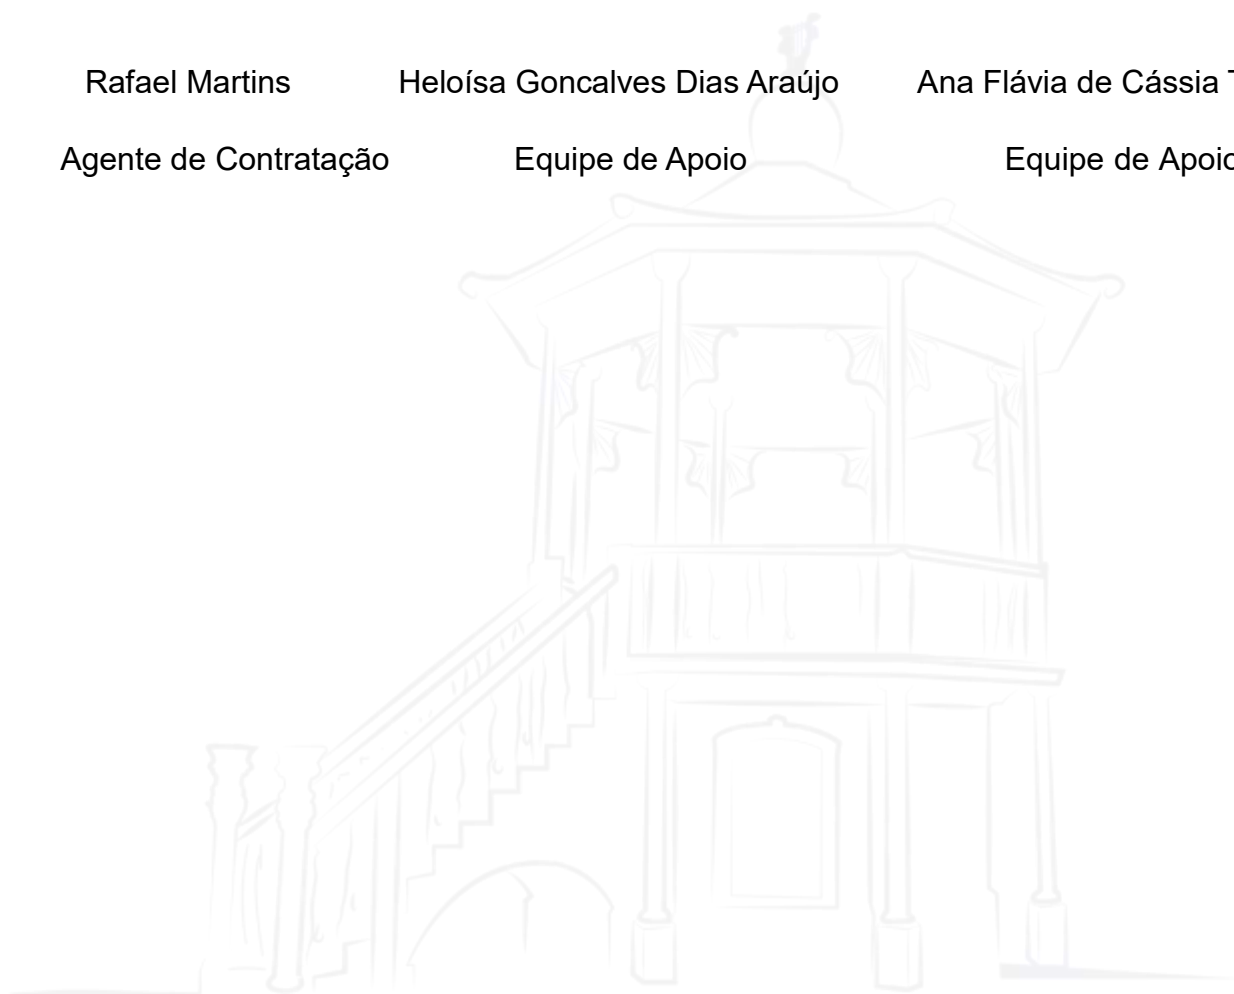 Rafael Martins Heloísa Goncalves Dias Araújo Ana Flávia de Cássia
Agente de Contratação Equipe de Apoio Equipe de Apoio